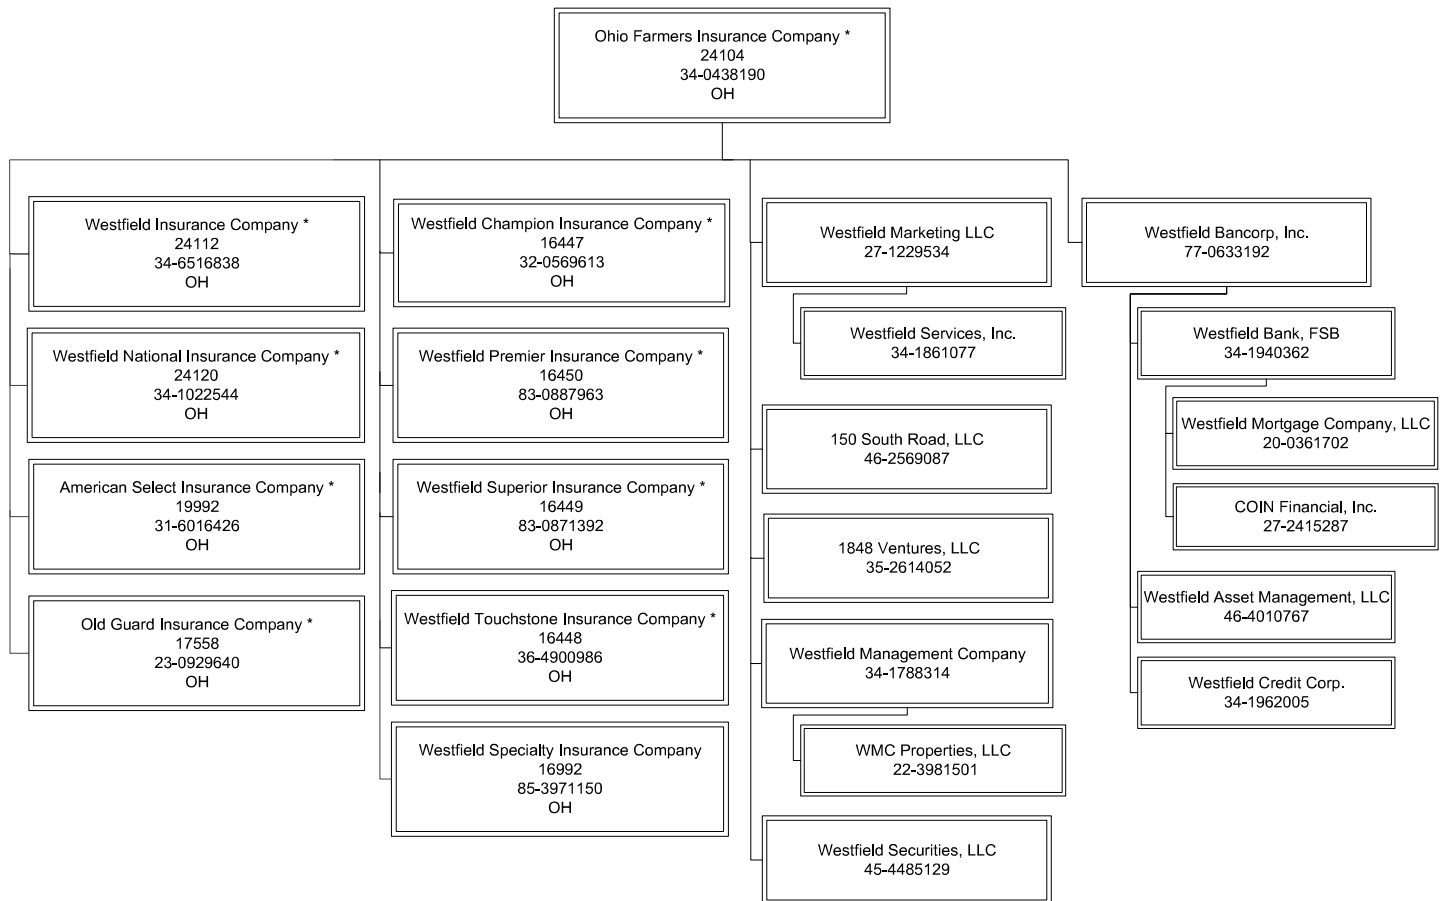 Ohio Farmers Insurance Company *
24104
34-0438190
OH
Westfield Insurance Company *
24112
34-6516838
OH
Westfield National Insurance Company *
24120
34-1022544
OH
American Select Insurance Company *
19992
31-6016426
OH
Old Guard Insurance Company *
17558
23-0929640
OH
Westfield Champion Insurance Company *
16447
32-0569613
OH
Westfield Premier Insurance Company *
16450
83-0887963
OH
Westfield Superior Insurance Company *
16449
83-0871392
OH
Westfield Touchstone Insurance Company *
16448
36-4900986
OH
Westfield Specialty Insurance Company
16992
85-3971150
OH
Westfield Marketing LLC
27-1229534
Westfield Services, Inc.
34-1861077
150 South Road, LLC
46-2569087
1848 Ventures, LLC
35-2614052
Westfield Management Company
34-1788314
WMC Properties, LLC
22-3981501
Westfield Securities, LLC
45-4485129
Westfield Bancorp, Inc.
77-0633192
Westfield Bank, FSB
34-1940362
Westfield Mortgage Company, LLC
20-0361702
COIN Financial, Inc.
27-2415287
Westfield Asset Management, LLC
46-4010767
Westfield Credit Corp.
34-1962005